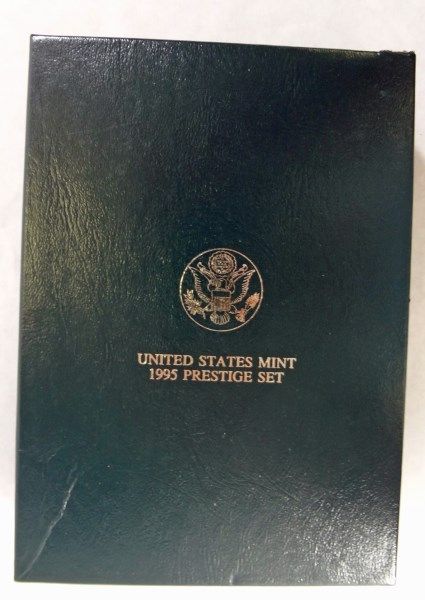 UNITED STATES MINT
1995 PRESTIGE SET